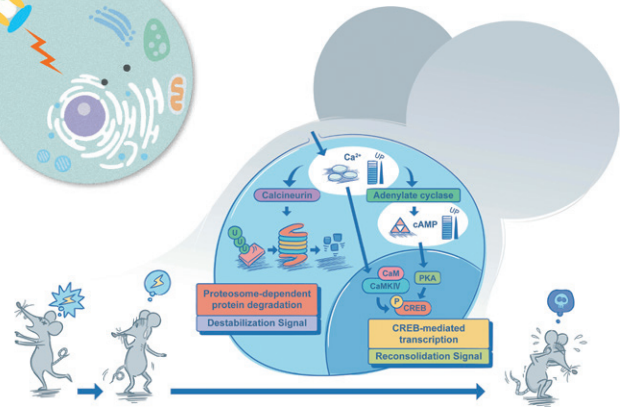 Ca²⁺
UP
Calcineurin
Adenylate cyclase
UP
cAMP
U
U
U
CaM
CaMKIV
PKA
P
CREB
Proteosome-dependent
protein degradation
Destabilization Signal
CREB-mediated
transcription
Reconsolidation Signal